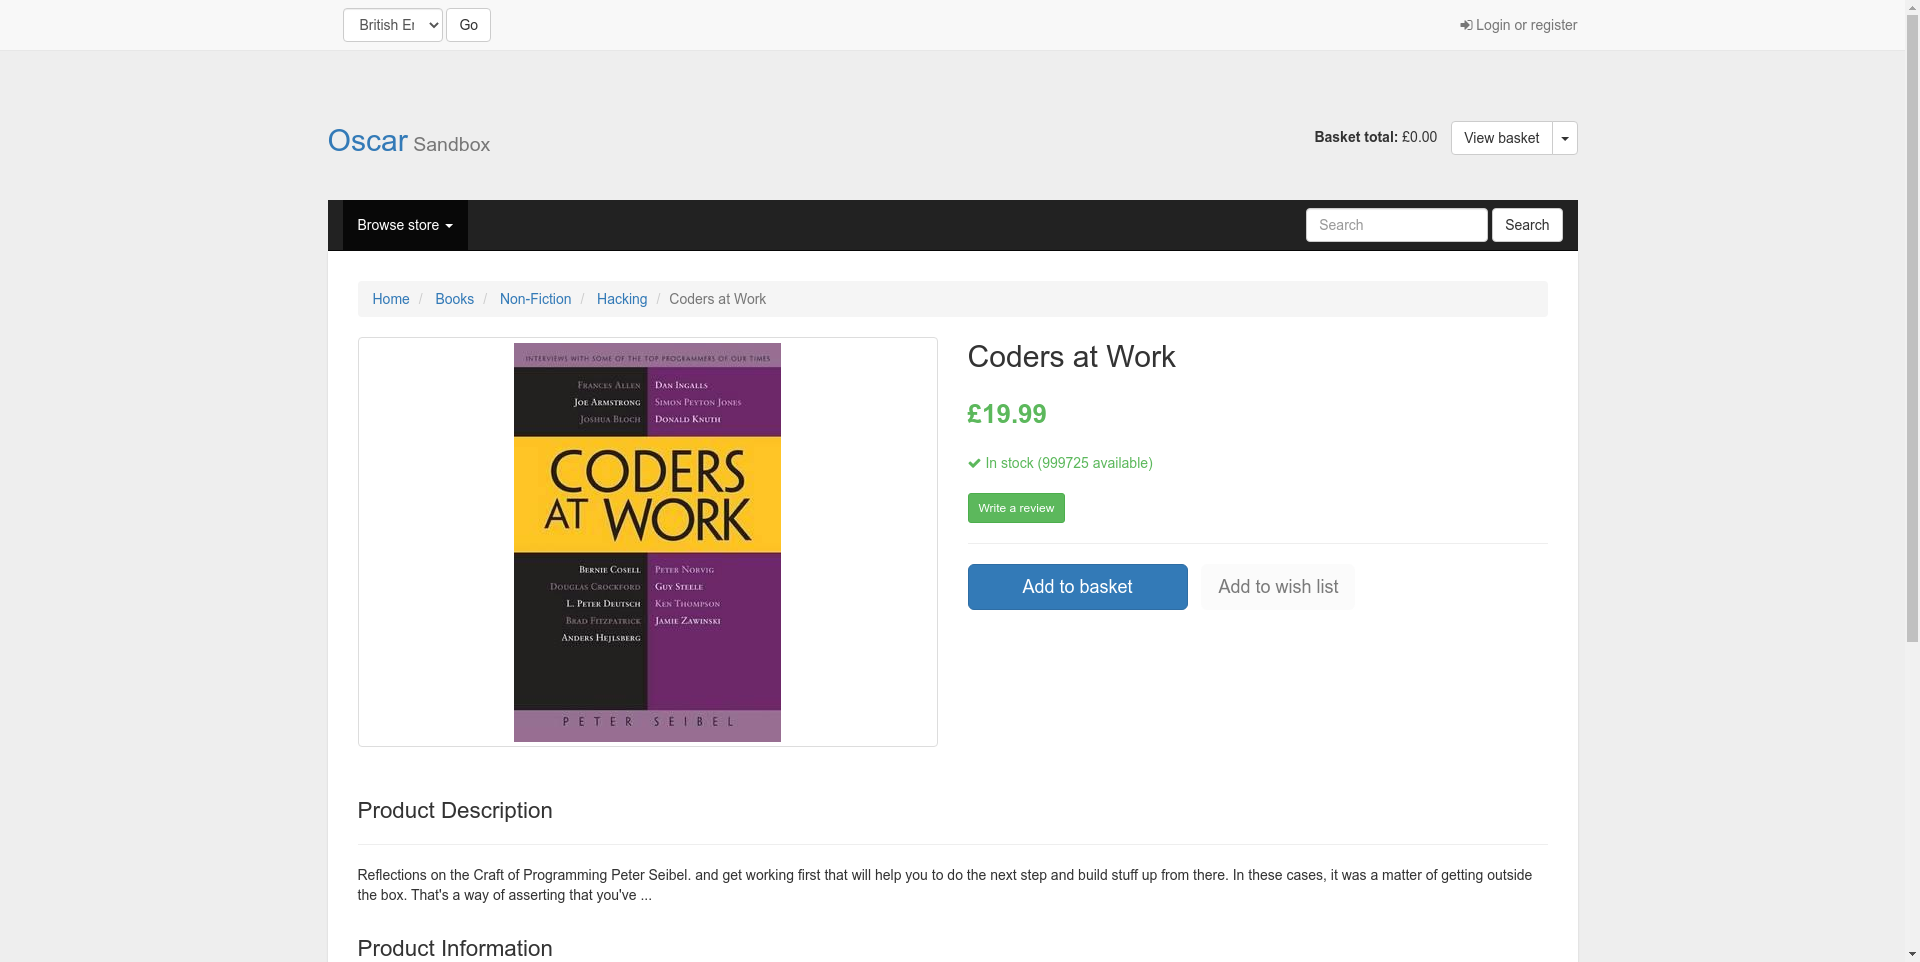 British Er
Go
Login or register
Oscar Sandbox
Basket total: £0.00
View basket
Browse store
Search
Search
Home / Books / Non-Fiction / Hacking / Coders at Work
INTERVIEWS WITH SOME OF THE TOP PROGRAMMERS OF OUR TIMES
FRANCES ALLEN
JOE ARMSTRONG
JOSHUA BLOCH
DAN INGALLS
SIMON PEYTON JONES
DONALD KNUTH
CODERS
AT WORK
BERNIE COSELL
DOUGLAS CROCKFORD
L. PETER DEUTSCH
BRAD FITZPATRICK
ANDERS HEJLSBERG
PETER NORVIG
GUY STEELE
KEN THOMPSON
JAMIE ZAWINSKI
PETER SEIBEL
Coders at Work
£19.99
In stock (999725 available)
Write a review
Add to basket
Add to wish list
Product Description
Reflections on the Craft of Programming Peter Seibel. and get working first that will help you to do the next step and build stuff up from there. In these cases, it was a matter of getting outside
the box. That's a way of asserting that you've ...
Product Information